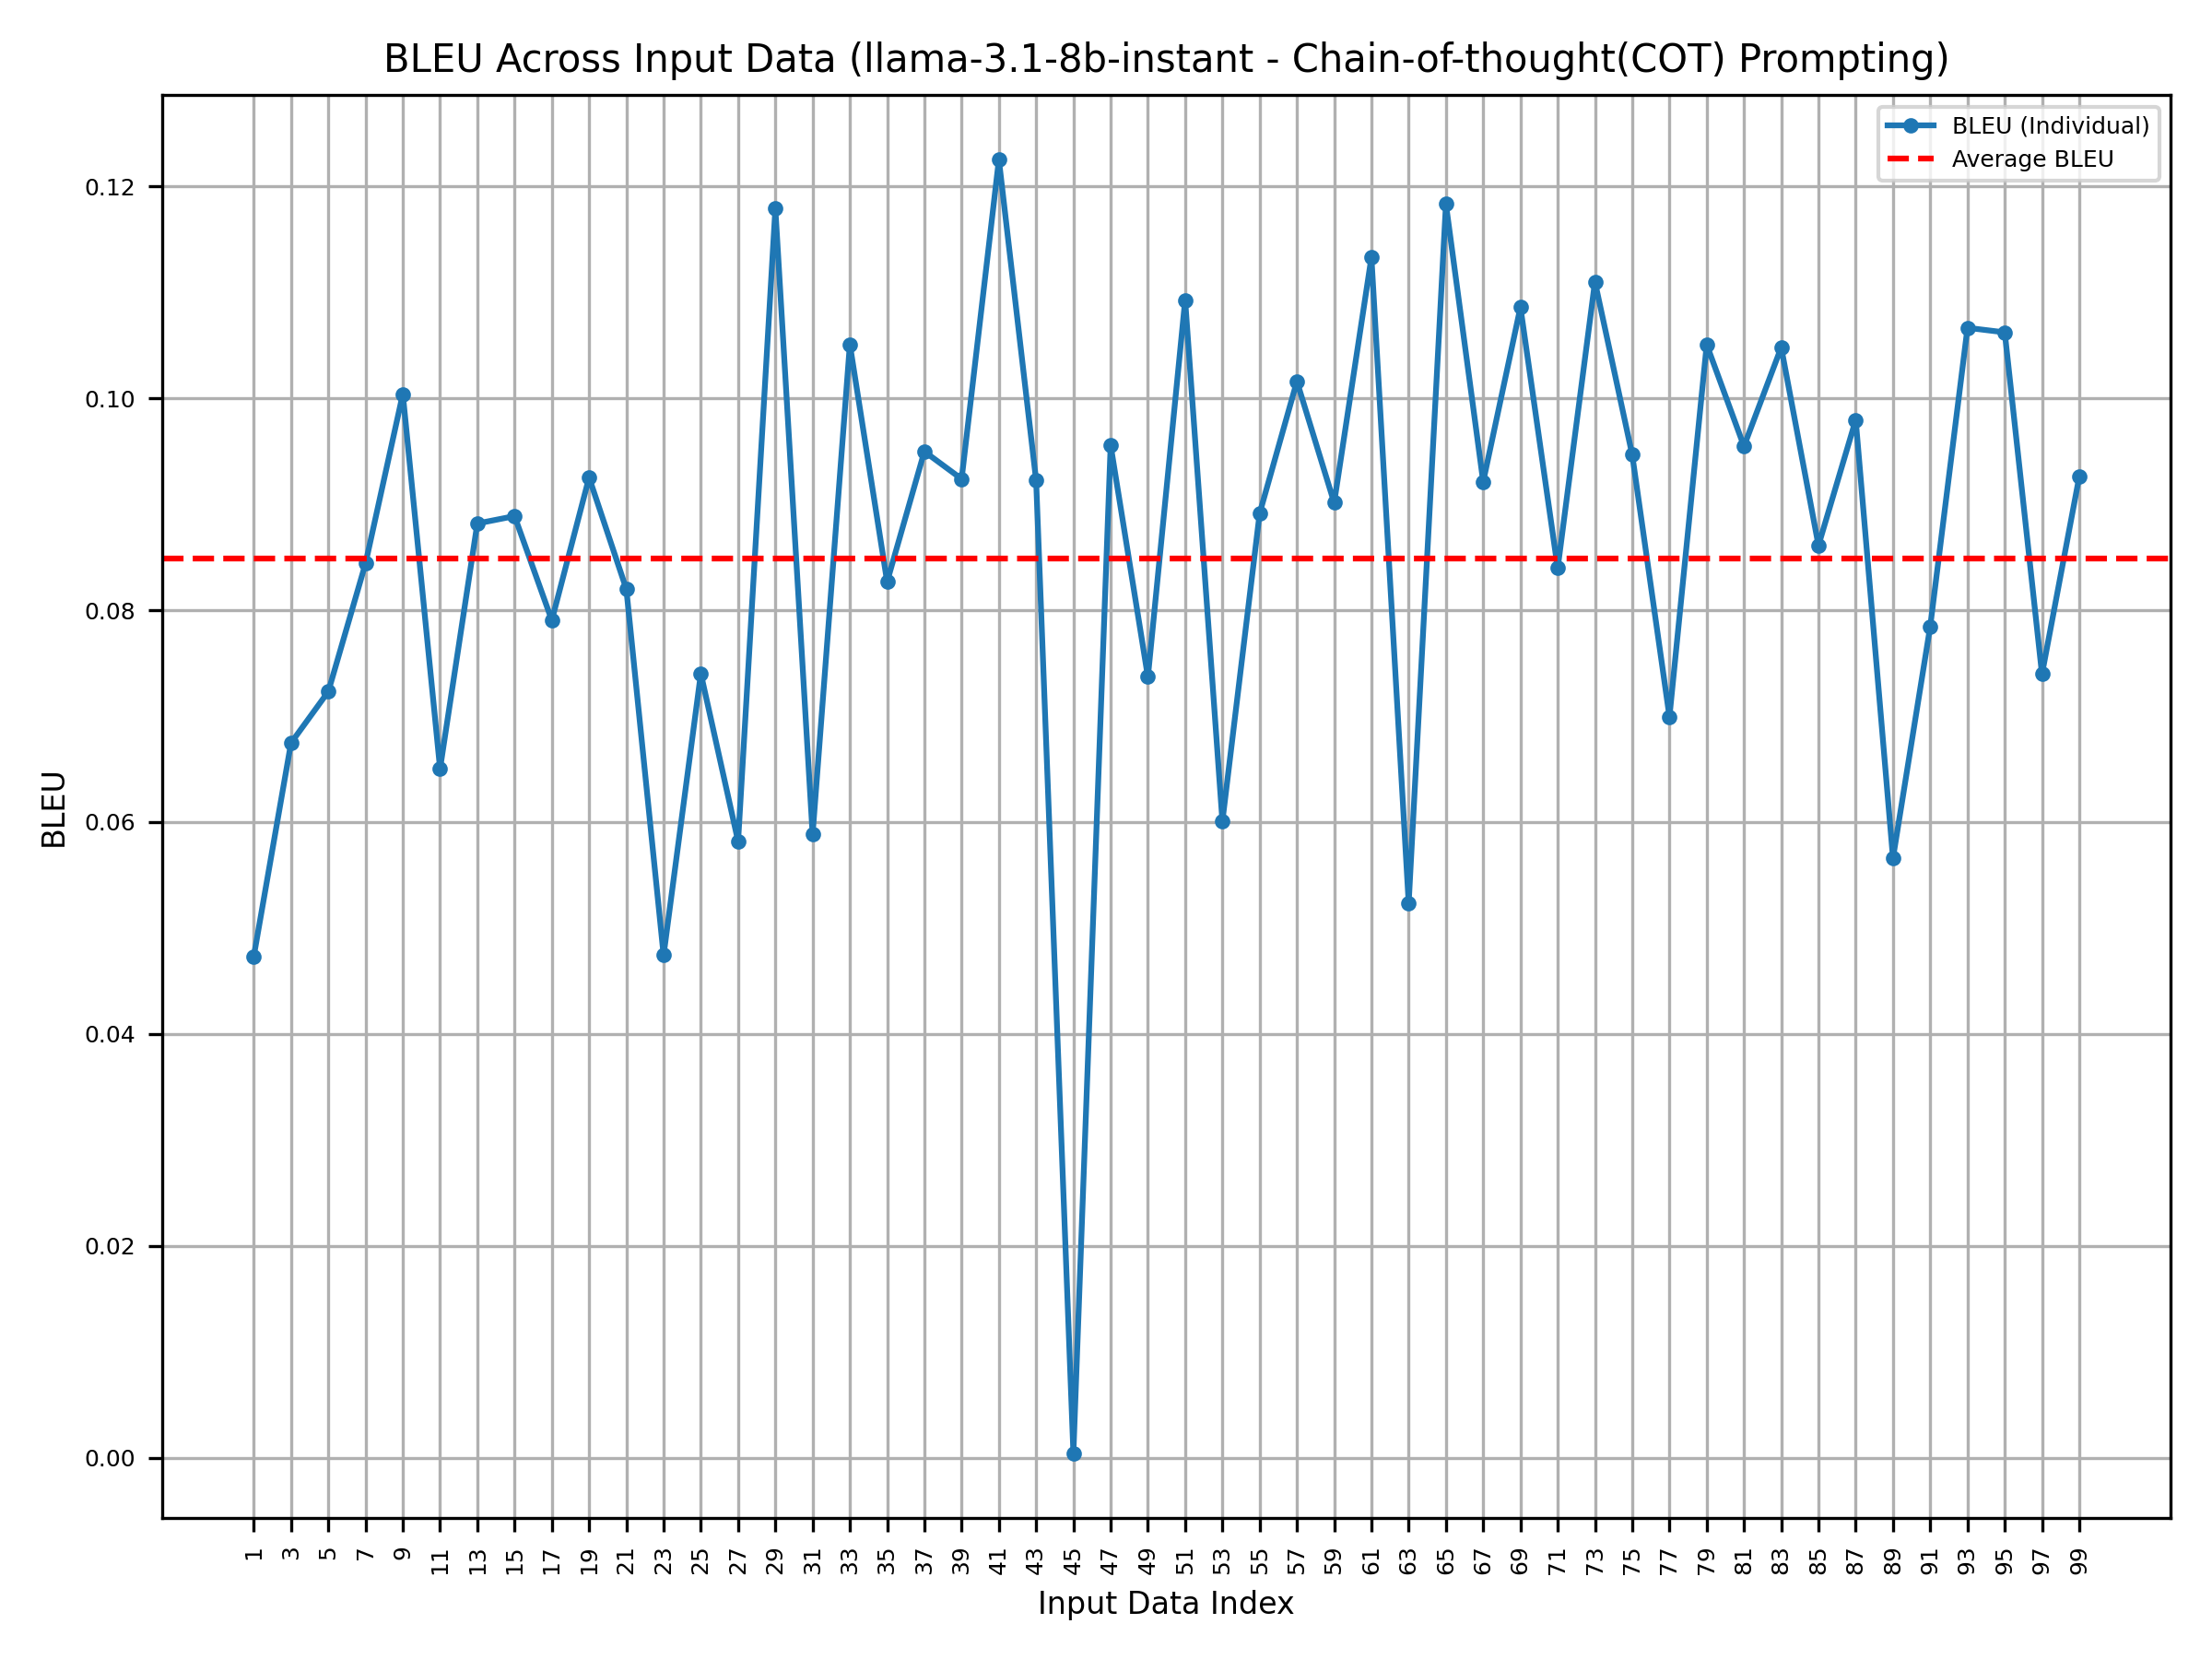 BLEU Across Input Data (llama-3.1-8b-instant - Chain-of-thought(COT) Prompting)
BLEU (Individual)
Average BLEU
0.12
0.10
0.08
0.06
0.04
0.02
0.00
BLEU
1 3 5 7 9 11 13 15 17 19 21 23 25 27 29 31 33 35 37 39 41 43 45 47 49 51 53 55 57 59 61 63 65 67 69 71 73 75 77 79 81 83 85 87 89 91 93 95 97 99
Input Data Index